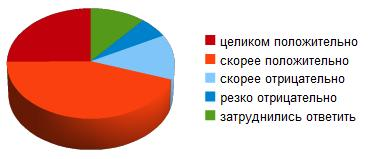 целиком положительно
скорее положительно
скорее отрицательно
резко отрицательно
затруднились ответить